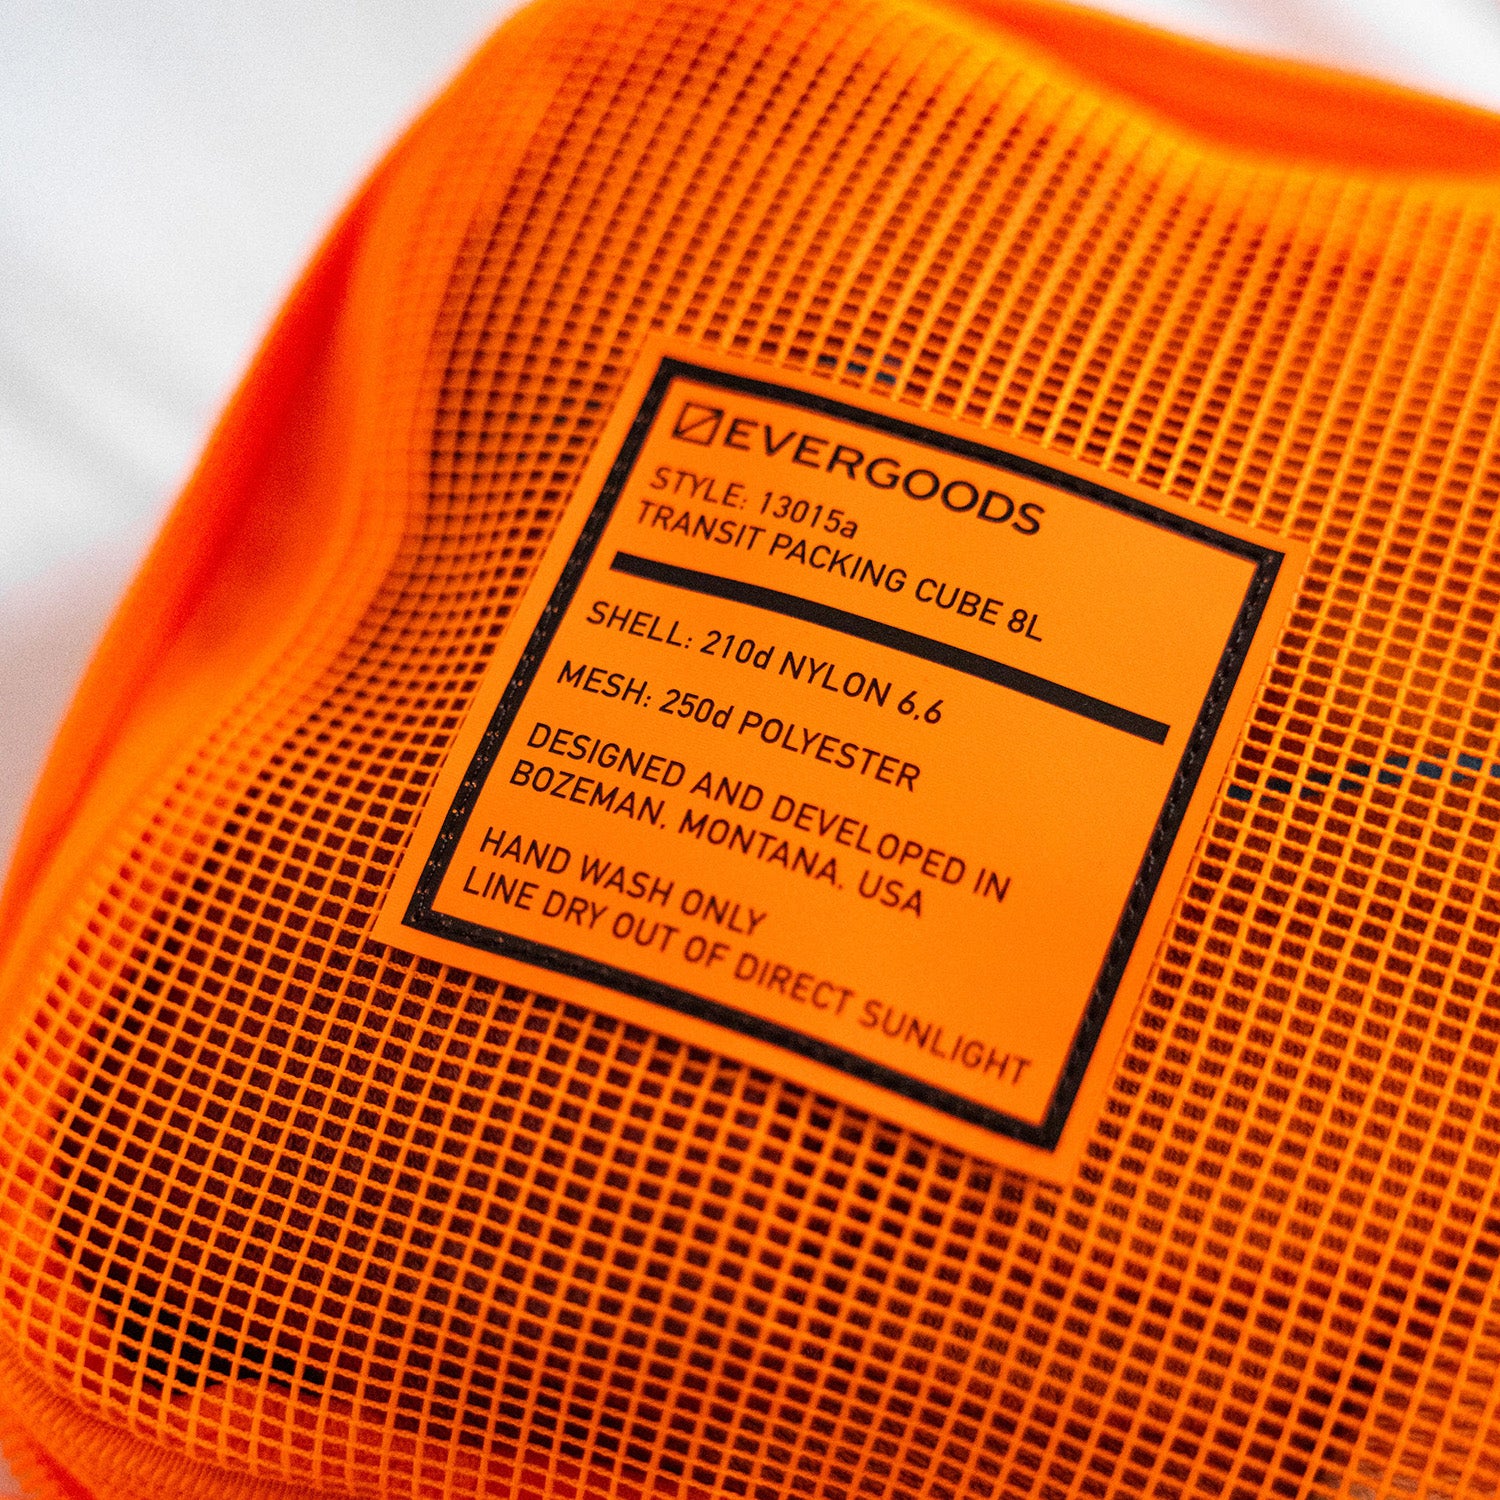 EVERGOODS
STYLE: 13015a
TRANSIT PACKING CUBE 8L
SHELL: 210d NYLON 6,6
MESH: 250d POLYESTER
DESIGNED AND DEVELOPED IN
BOZEMAN, MONTANA, USA
HAND WASH ONLY
LINE DRY OUT OF DIRECT SUNLIGHT